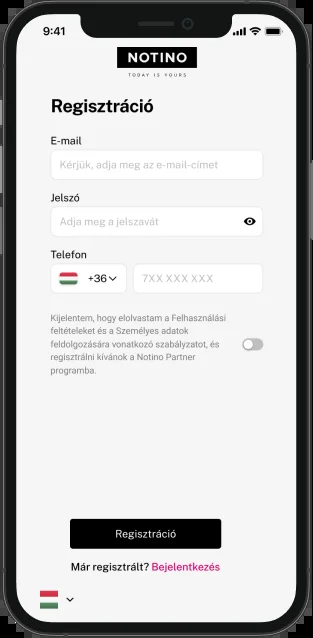 9:41
NOTINO
TODAY IS YOURS
Regisztráció
E-mail
Kérjük, adja meg az e-mail-címet
Jelszó
Adja meg a jelszavát
Telefon
+36 7XX XXX XXX
Kijelentem, hogy elolvastam a Felhasználási
feltételeket és a Személyes adatok
feldolgozására vonatkozó szabályzatot, és
regisztrálni kívánok a Notino Partner
programba.
Regisztráció
Már regisztrált? Bejelentkezés